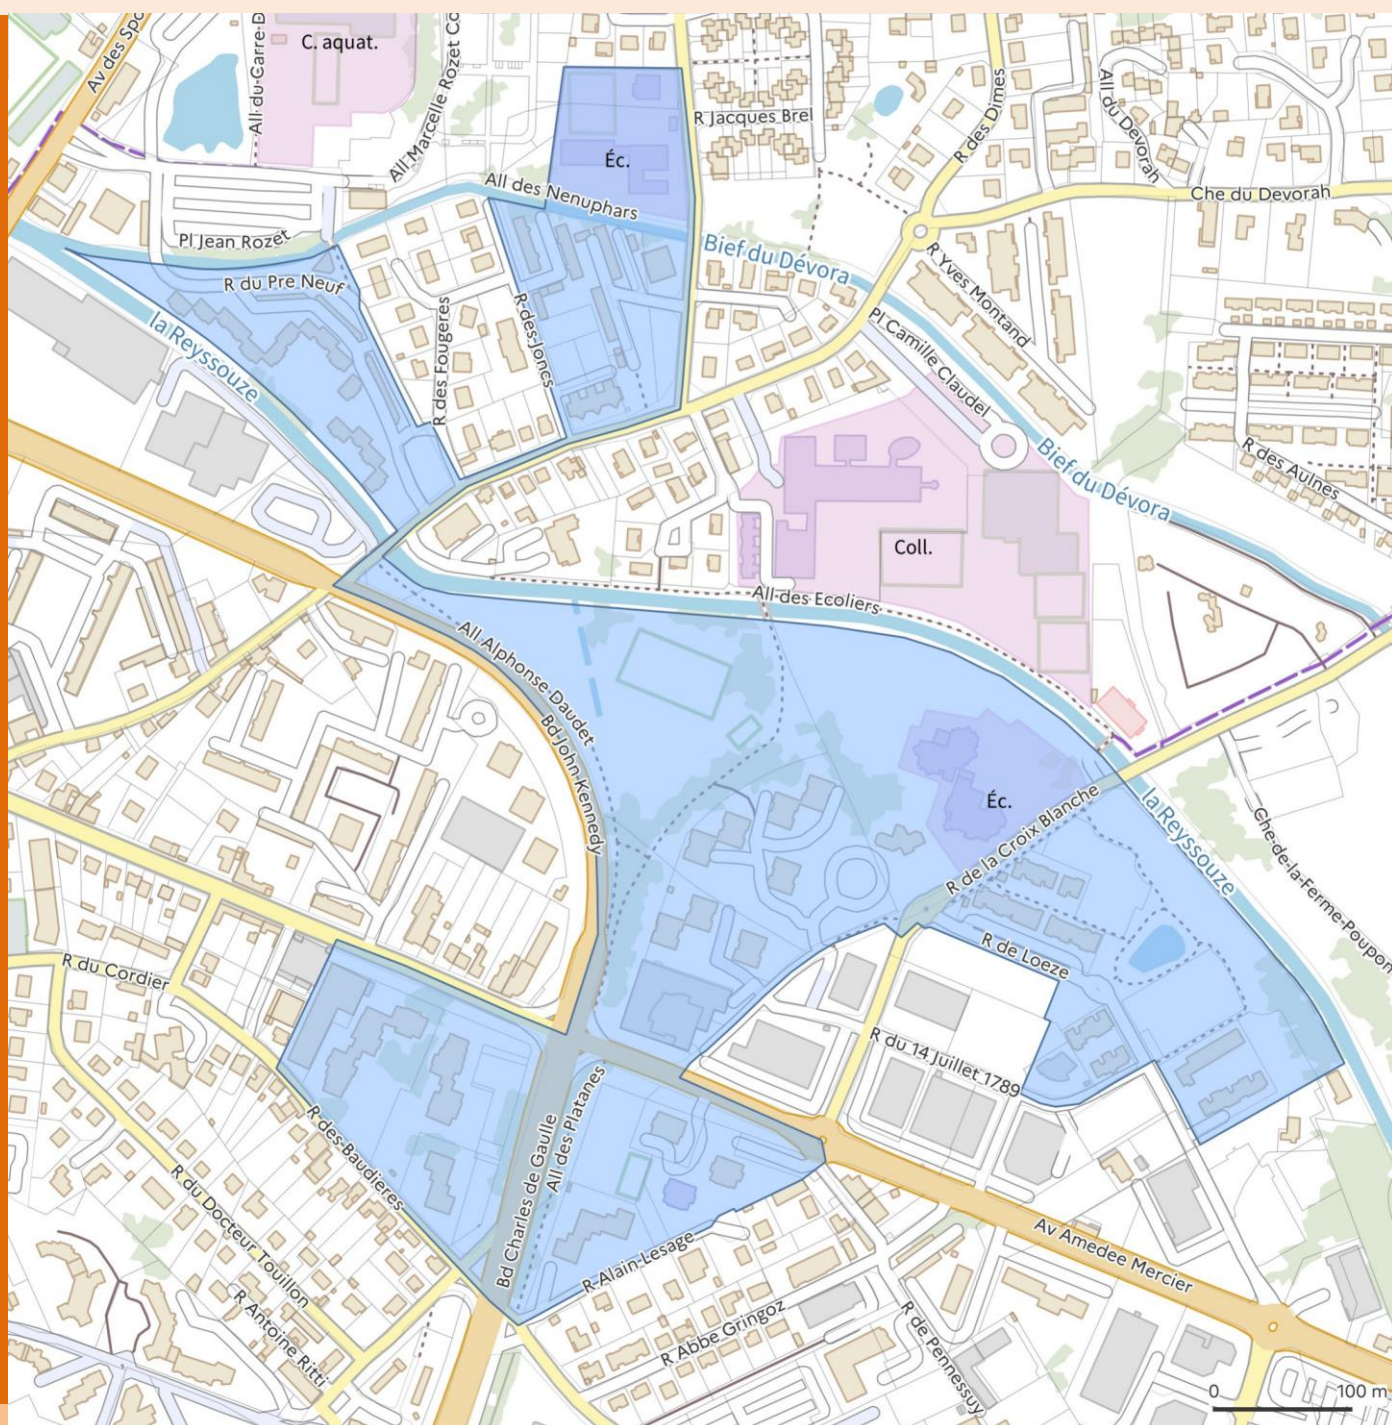 C. aquat.
Av des Spo
All du Carre D
All Marcelle Rozet Co
R Jacques Brel
R des Dimes
All du Devorah
Che du Devorah
Éc.
All des Nenuphars
Pl Jean Rozet
R du Pre Neuf
Bief du Dévora
R Yves Montand
la Reyssouze
R des Fougeres
R des Joncs
Pl Camille Claudel
Bief du Dévora
R des Aulnes
Coll.
All des Ecoliers
All Alphonse Daudet
Bd John Kennedy
Éc.
R de la Croix Blanche
la Reyssouze
Che de la Ferme Poupon
R du Cordier
R de Loeze
R du 14 Juillet 1789
R des Baudieres
Bd Charles de Gaulle
All des Platanes
R du Docteur Touillon
R Alain Lesage
Av Amedee Mercier
R Antoine Ritti
R Abbe Gringoz
R de Pennessuy
0 100 m